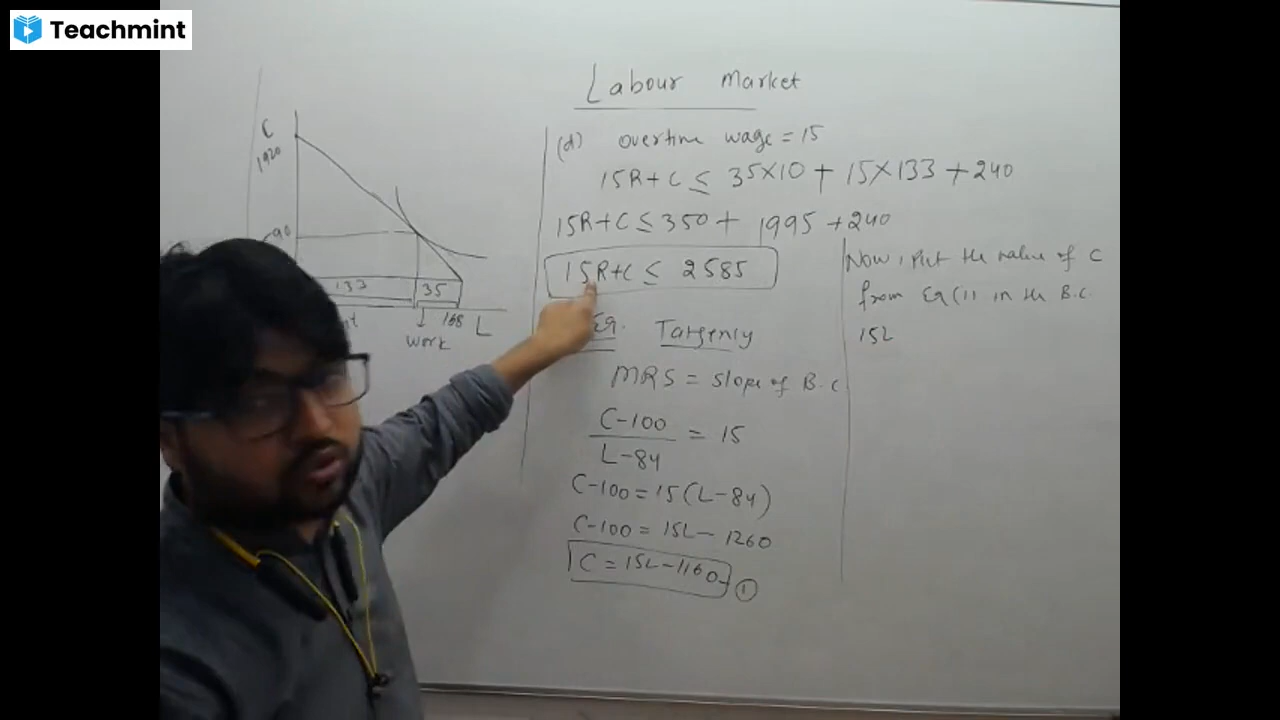 Teachmint
Labour Market
C
1920
90
133
35
168
L
work
(d) overtime wage = 15
15R+C ≤ 35×10 + 15×133 + 240
15R+C ≤ 350 + 1995 + 240
15R+C ≤ 2585
Eq. Tangency
MRS = Slope of B.C
C-100
L-84
= 15
C-100 = 15(L-84)
C-100 = 15L - 1260
C = 15L-1160 - ①
Now, Put the value of C
from Eq (1) in the B.C.
15L